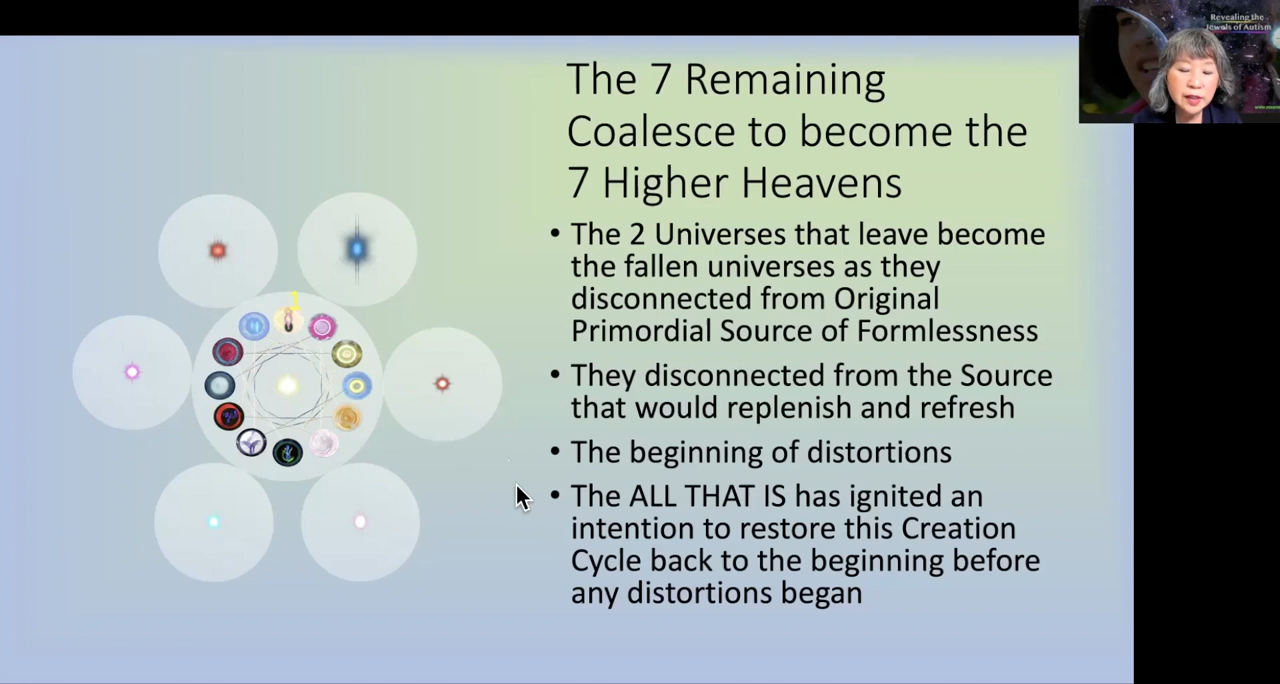 The 7 Remaining
Coalesce to become the
7 Higher Heavens
• The 2 Universes that leave become
the fallen universes as they
disconnected from Original
Primordial Source of Formlessness
• They disconnected from the Source
that would replenish and refresh
• The beginning of distortions
• The ALL THAT IS has ignited an
intention to restore this Creation
Cycle back to the beginning before
any distortions began
1
Revealing the
Jewels of Autism